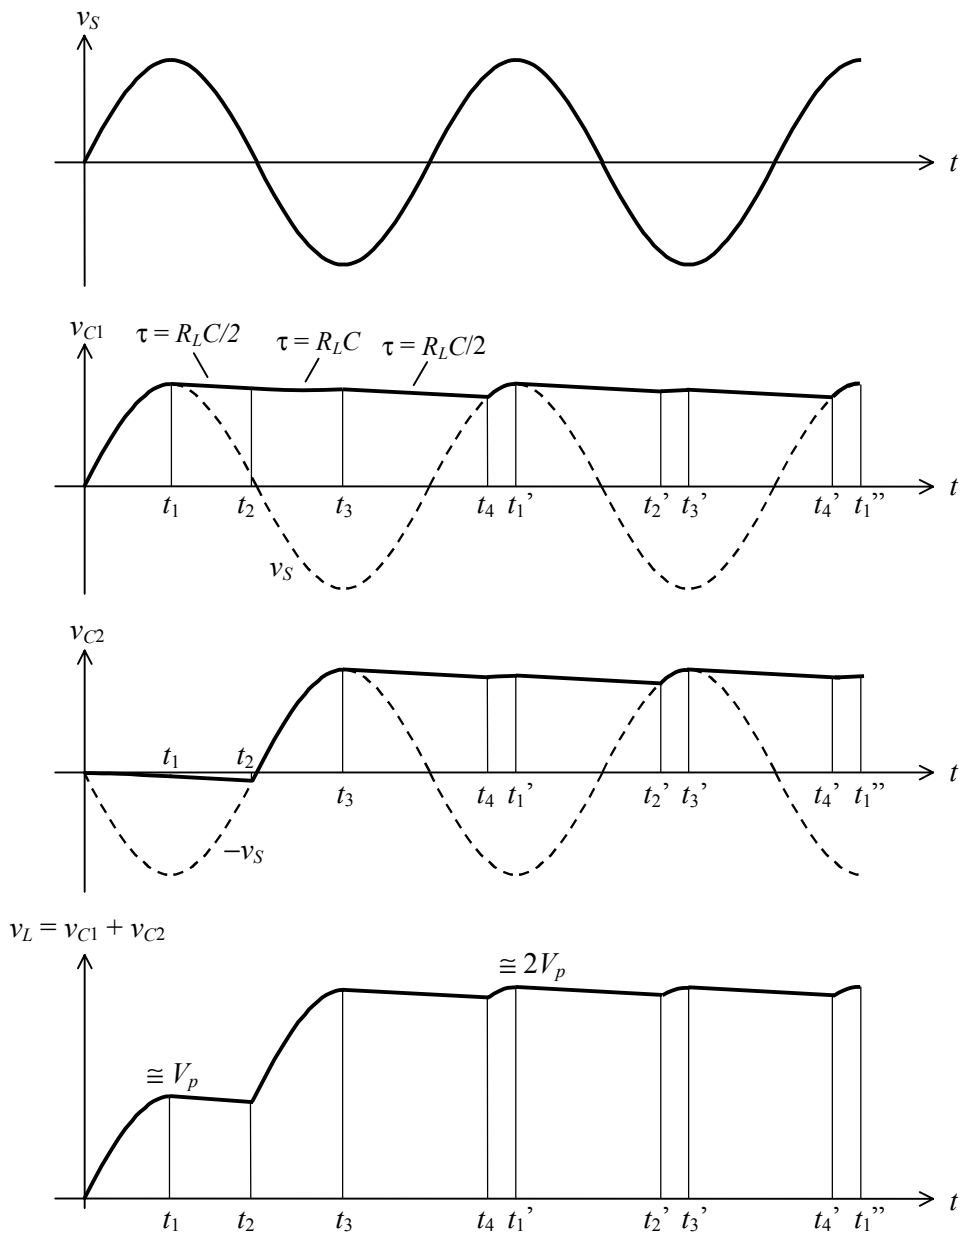 v_S
t
v_C1
τ = R_LC/2
τ = R_LC
τ = R_LC/2
t
t_1
t_2
t_3
t_4
t_1’
t_2’
t_3’
t_4’
t_1”
v_S
v_C2
t_1
t_2
t
t_3
t_4
t_1’
t_2’
t_3’
t_4’
t_1”
−v_S
v_L = v_C1 + v_C2
≅ 2V_p
≅ V_p
t
t_1
t_2
t_3
t_4
t_1’
t_2’
t_3’
t_4’
t_1”